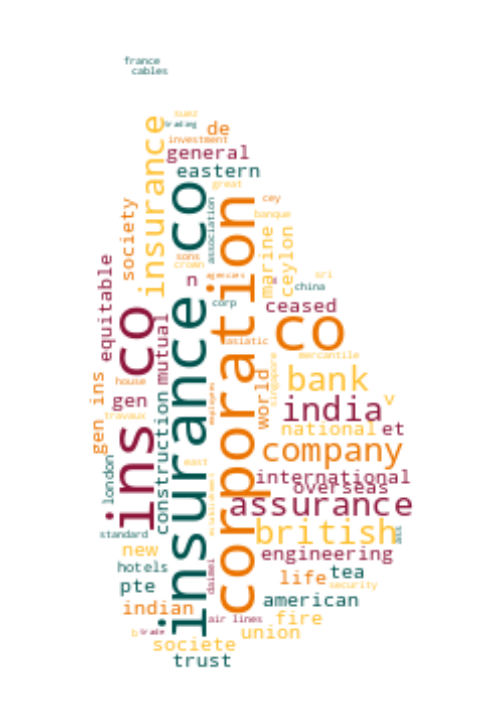 france
cables
suez
trading
de
investment
general
eastern
great
insurance
society
association
cey
banque
insurance co
corporation
marine
ceylon
sons
crown
agencies
sri
china
n
equitable
corp
ceased
ins co
co
mutual
asiatic
mercantile
singapore
house
gen
bank
world
gen ins
travaux
employees
india
v
construction
national
et
company
london
east
international
overseas
assurance
standard
british
ass
new
engineering
hotels
life
tea
pte
daimei
security
american
indian
air lines
fire
b
trade
union
societe
trust